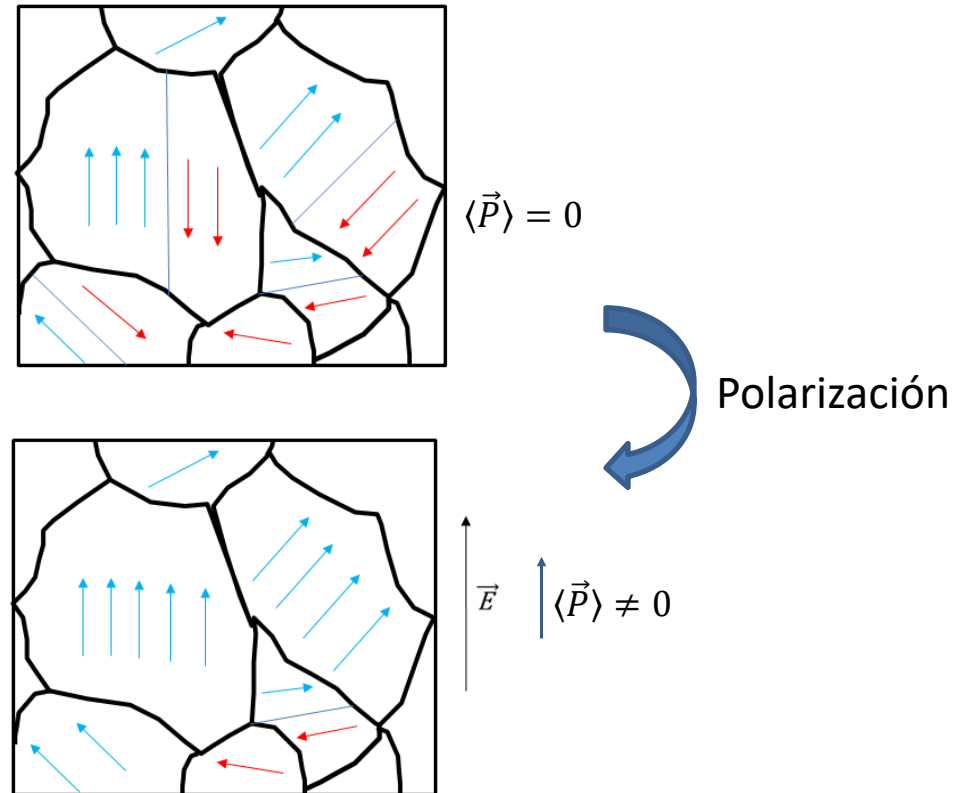 ⟨P⃗⟩ = 0
Polarización
E⃗
⟨P⃗⟩ ≠ 0